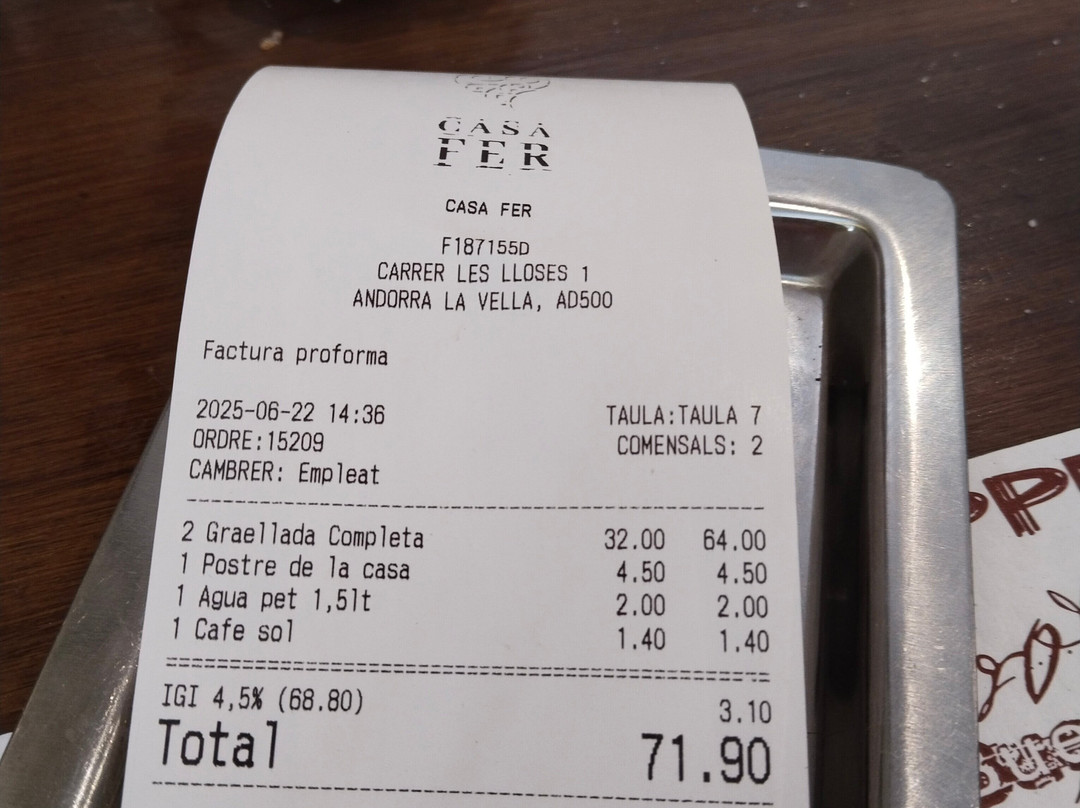 CASA
FER
CASA FER
F187155D
CARRER LES LLOSES 1
ANDORRA LA VELLA, AD500
Factura proforma
2025-06-22 14:36 TAULA:TAULA 7
ORDRE:15209 COMENSALS: 2
CAMBRER: Empleat
2 Graellada Completa 32.00 64.00
1 Postre de la casa 4.50 4.50
1 Agua pet 1,5lt 2.00 2.00
1 Cafe sol 1.40 1.40
IGI 4,5% (68.80) 3.10
Total 71.90